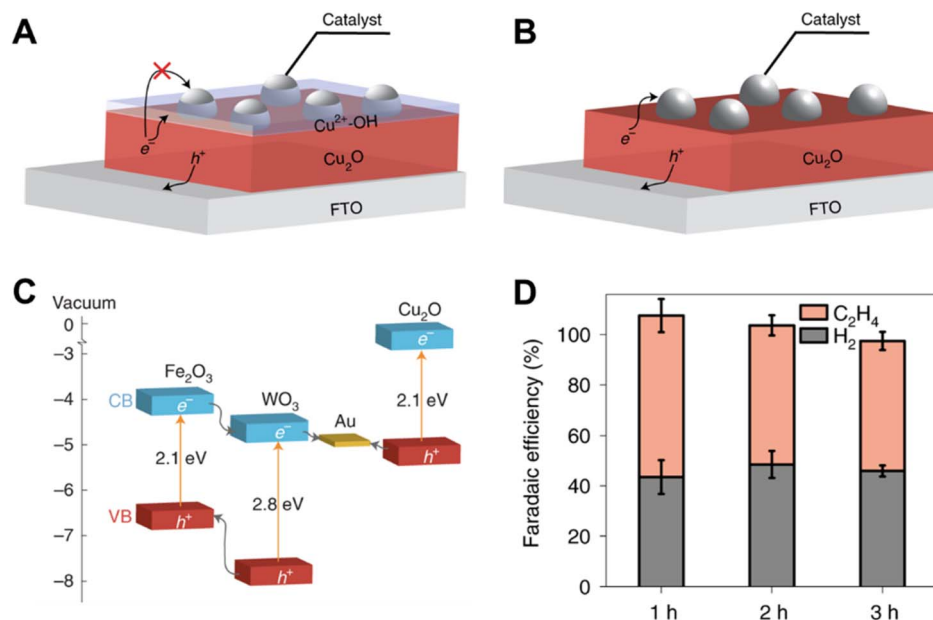 A
Catalyst
e⁻
h⁺
Cu²⁺-OH
Cu₂O
FTO
B
Catalyst
e⁻
h⁺
Cu₂O
FTO
C
Vacuum
0
−3
−4
−5
−6
−7
−8
CB
VB
Fe₂O₃
e⁻
2.1 eV
h⁺
WO₃
e⁻
2.8 eV
h⁺
Au
Cu₂O
e⁻
2.1 eV
h⁺
D
Faradaic efficiency (%)
100
80
60
40
20
0
C₂H₄
H₂
1 h
2 h
3 h